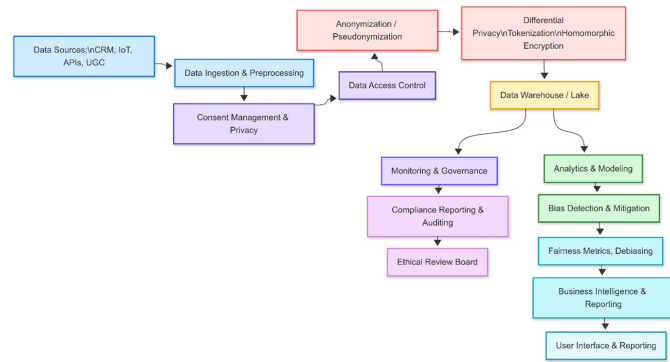 Data Sources:\nCRM, IoT,
APIs, UGC
Data Ingestion & Preprocessing
Consent Management &
Privacy
Data Access Control
Anonymization /
Pseudonymization
Differential
Privacy\nTokenization\nHomomorphic
Encryption
Data Warehouse / Lake
Monitoring & Governance
Compliance Reporting &
Auditing
Ethical Review Board
Analytics & Modeling
Bias Detection & Mitigation
Fairness Metrics, Debiasing
Business Intelligence &
Reporting
User Interface & Reporting